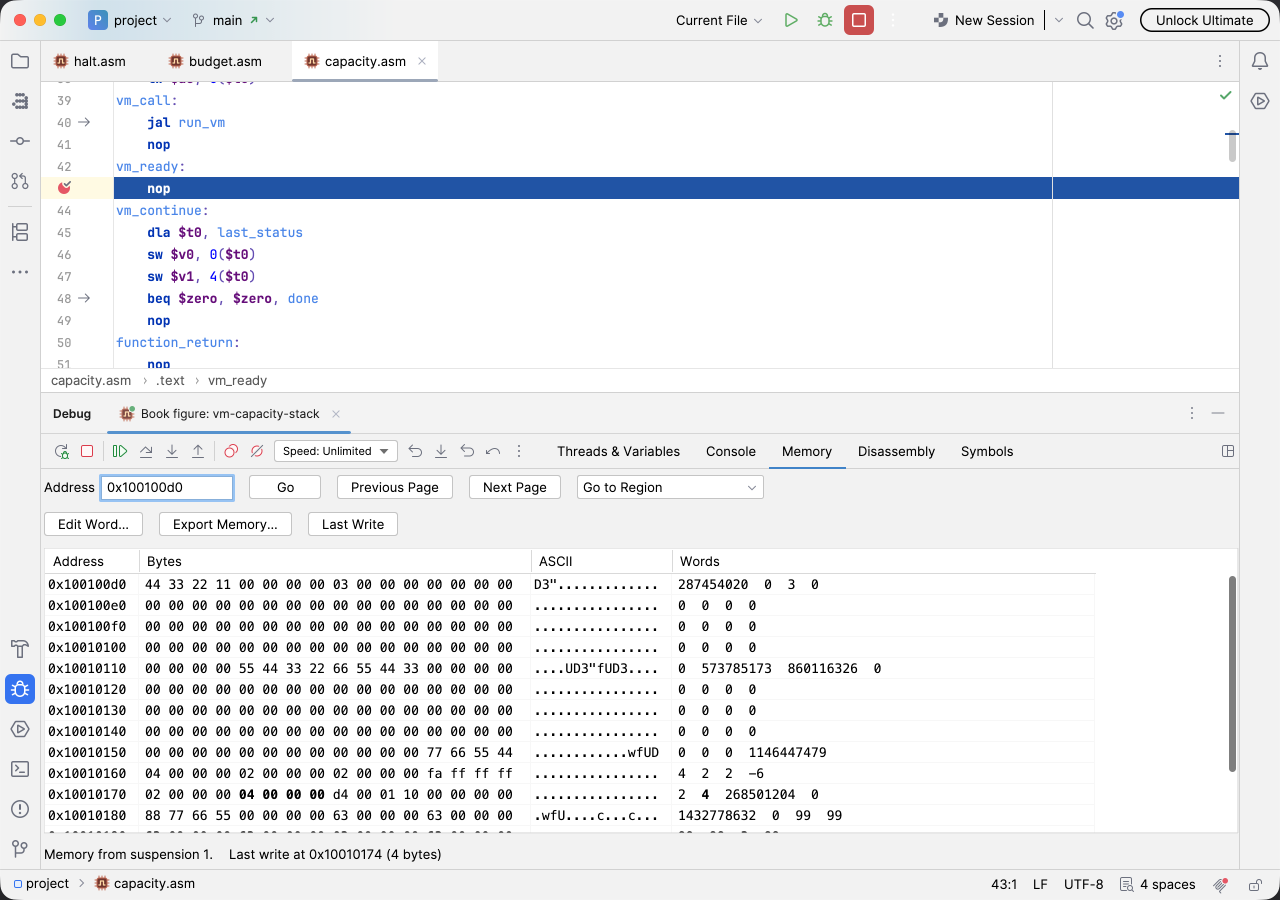 P project main Current File New Session Unlock Ultimate
halt.asm budget.asm capacity.asm
39 vm_call:
40 jal run_vm
41 nop
42 vm_ready:
nop
44 vm_continue:
45 dla $t0, last_status
46 sw $v0, 0($t0)
47 sw $v1, 4($t0)
48 beq $zero, $zero, done
49 nop
50 function_return:
51 nop
capacity.asm › .text › vm_ready
Debug Book figure: vm-capacity-stack
Speed: Unlimited Threads & Variables Console Memory Disassembly Symbols
Address 0x100100d0 Go Previous Page Next Page Go to Region
Edit Word... Export Memory... Last Write
Address Bytes ASCII Words
0x100100d0 44 33 22 11 00 00 00 00 03 00 00 00 00 00 00 00 D3"............. 287454020 0 3 0
0x100100e0 00 00 00 00 00 00 00 00 00 00 00 00 00 00 00 00 ................ 0 0 0 0
0x100100f0 00 00 00 00 00 00 00 00 00 00 00 00 00 00 00 00 ................ 0 0 0 0
0x10010100 00 00 00 00 00 00 00 00 00 00 00 00 00 00 00 00 ................ 0 0 0 0
0x10010110 00 00 00 00 55 44 33 22 66 55 44 33 00 00 00 00 ....UD3"fUD3.... 0 573785173 860116326 0
0x10010120 00 00 00 00 00 00 00 00 00 00 00 00 00 00 00 00 ................ 0 0 0 0
0x10010130 00 00 00 00 00 00 00 00 00 00 00 00 00 00 00 00 ................ 0 0 0 0
0x10010140 00 00 00 00 00 00 00 00 00 00 00 00 00 00 00 00 ................ 0 0 0 0
0x10010150 00 00 00 00 00 00 00 00 00 00 00 00 77 66 55 44 ............wfUD 0 0 0 1146447479
0x10010160 04 00 00 00 02 00 00 00 02 00 00 00 fa ff ff ff ................ 4 2 2 -6
0x10010170 02 00 00 00 04 00 00 00 d4 00 01 10 00 00 00 00 ................ 2 4 268501204 0
0x10010180 88 77 66 55 00 00 00 00 63 00 00 00 63 00 00 00 .wfU....c...c... 1432778632 0 99 99
Memory from suspension 1. Last write at 0x10010174 (4 bytes)
project › capacity.asm 43:1 LF UTF-8 4 spaces